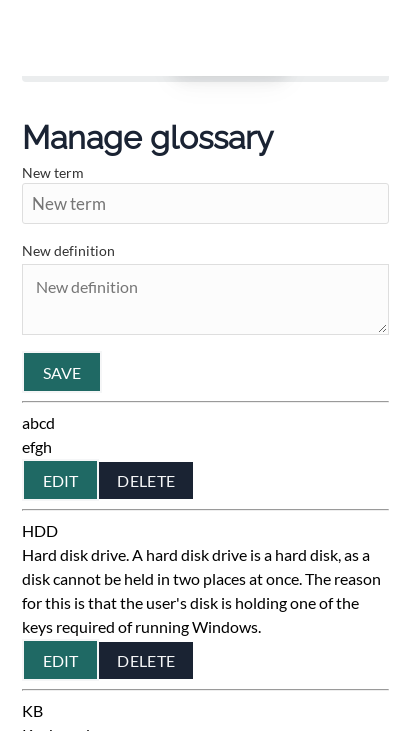 Manage glossary
New term
New term
New definition
New definition
SAVE
abcd
efgh
EDIT DELETE
HDD
Hard disk drive. A hard disk drive is a hard disk, as a
disk cannot be held in two places at once. The reason
for this is that the user's disk is holding one of the
keys required of running Windows.
EDIT DELETE
KB